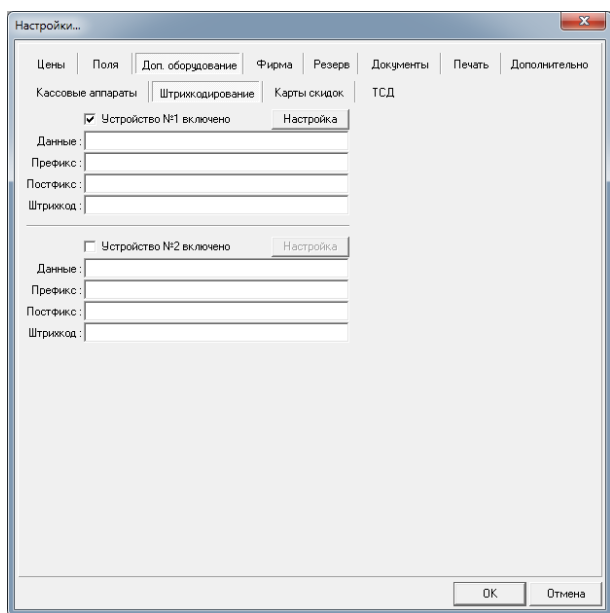 Настройки...
Цены Поля Доп. оборудование Фирма Резерв Документы Печать Дополнительно
Кассовые аппараты Штрихкодирование Карты скидок ТСД
Устройство №1 включено Настройка
Данные :
Префикс :
Постфикс :
Штрихкод :
Устройство №2 включено Настройка
Данные :
Префикс :
Постфикс :
Штрихкод :
OK Отмена